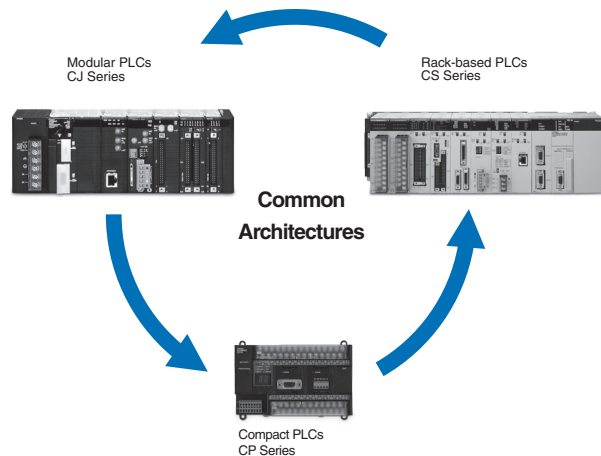 Modular PLCs
CJ Series
Rack-based PLCs
CS Series
Common
Architectures
Compact PLCs
CP Series